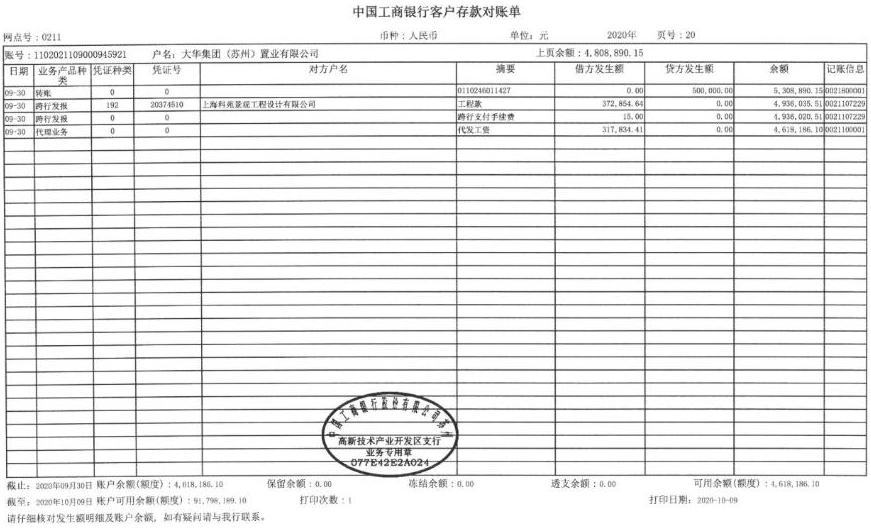 中国工商银行客户存款对账单
网点号：0211 币种：人民币 单位：元 2020年 页号：20
账号：1102021109000945921 户名：大华集团（苏州）置业有限公司 上页余额：4,808,890.15
日期 业务产品种类 凭证种类 凭证号 对方户名 摘要 借方发生额 贷方发生额 余额 记账信息
09-30 转账 0 0 0110246011427 0.00 500,000.00 5,308,890.15 0021800001
09-30 跨行发报 192 20374510 上海科苑景观工程设计有限公司 工程款 372,854.64 0.00 4,936,035.51 0021107229
09-30 跨行发报 0 0 跨行支付手续费 15.00 0.00 4,936,020.51 0021107229
09-30 代理业务 0 0 代发工资 317,834.41 0.00 4,618,186.10 0021100001
中国工商银行股份有限公司苏州
高新技术产业开发区支行
业务专用章
077E42E2A024
截止：2020年09月30日 账户余额(额度)：4,618,186.10 保留余额：0.00 冻结余额：0.00 透支余额：0.00 可用余额(额度)：4,618,186.10
截至：2020年10月09日 账户可用余额(额度)：91,798,189.10 打印次数：1 打印日期：2020-10-09
请仔细核对发生额明细及账户余额，如有疑问请与我行联系。